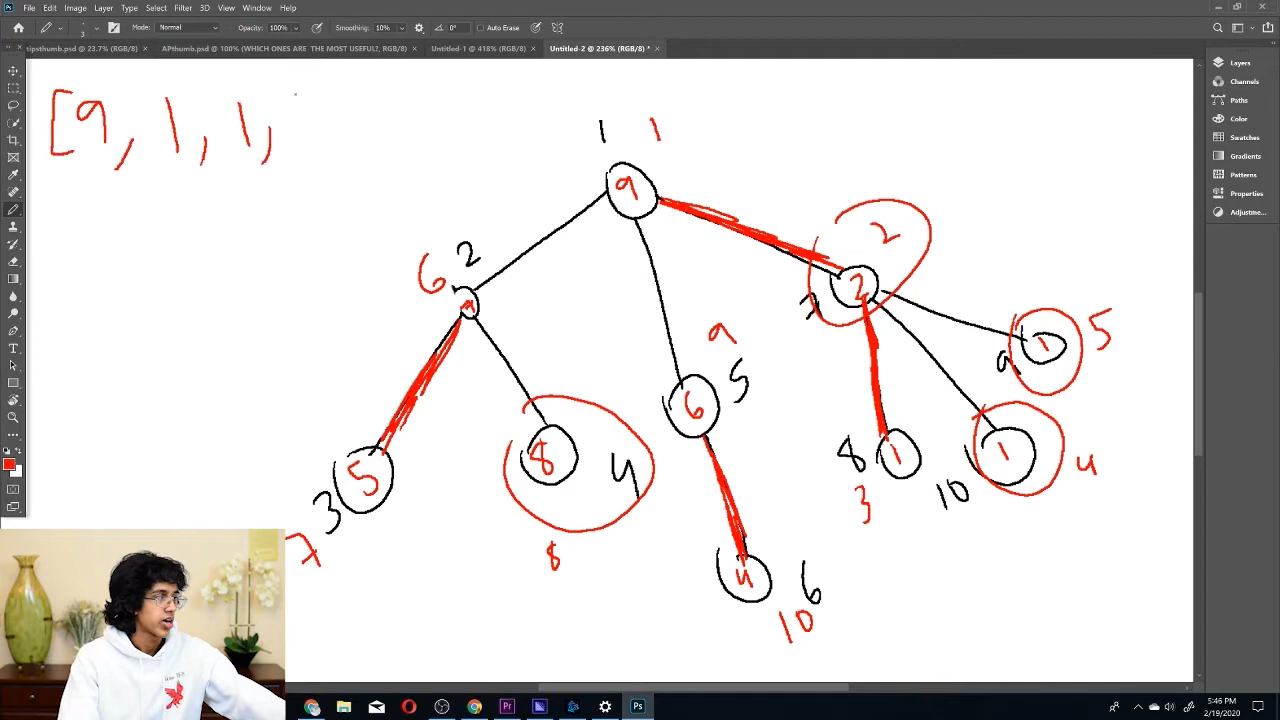 File Edit Image Layer Type Select Filter 3D View Window Help
Mode: Normal Opacity: 100% Smoothing: 10% 0° Auto Erase
tipsthumb.psd @ 23.7% (RGB/8) × APthumb.psd @ 100% (WHICH ONES ARE THE MOST USEFUL?, RGB/8) × Untitled-1 @ 418% (RGB/8) × Untitled-2 @ 236% (RGB/8) * ×
Layers
Channels
Paths
Color
Swatches
Gradients
Patterns
Properties
Adjustme...
[9, 1, 1,
1 1
9
2
6 2
2
5
9
1
9
5
6
8
1
1
5
8
4
4
3
10
3
7
8
4
6
10
5:46 PM
2/19/2020